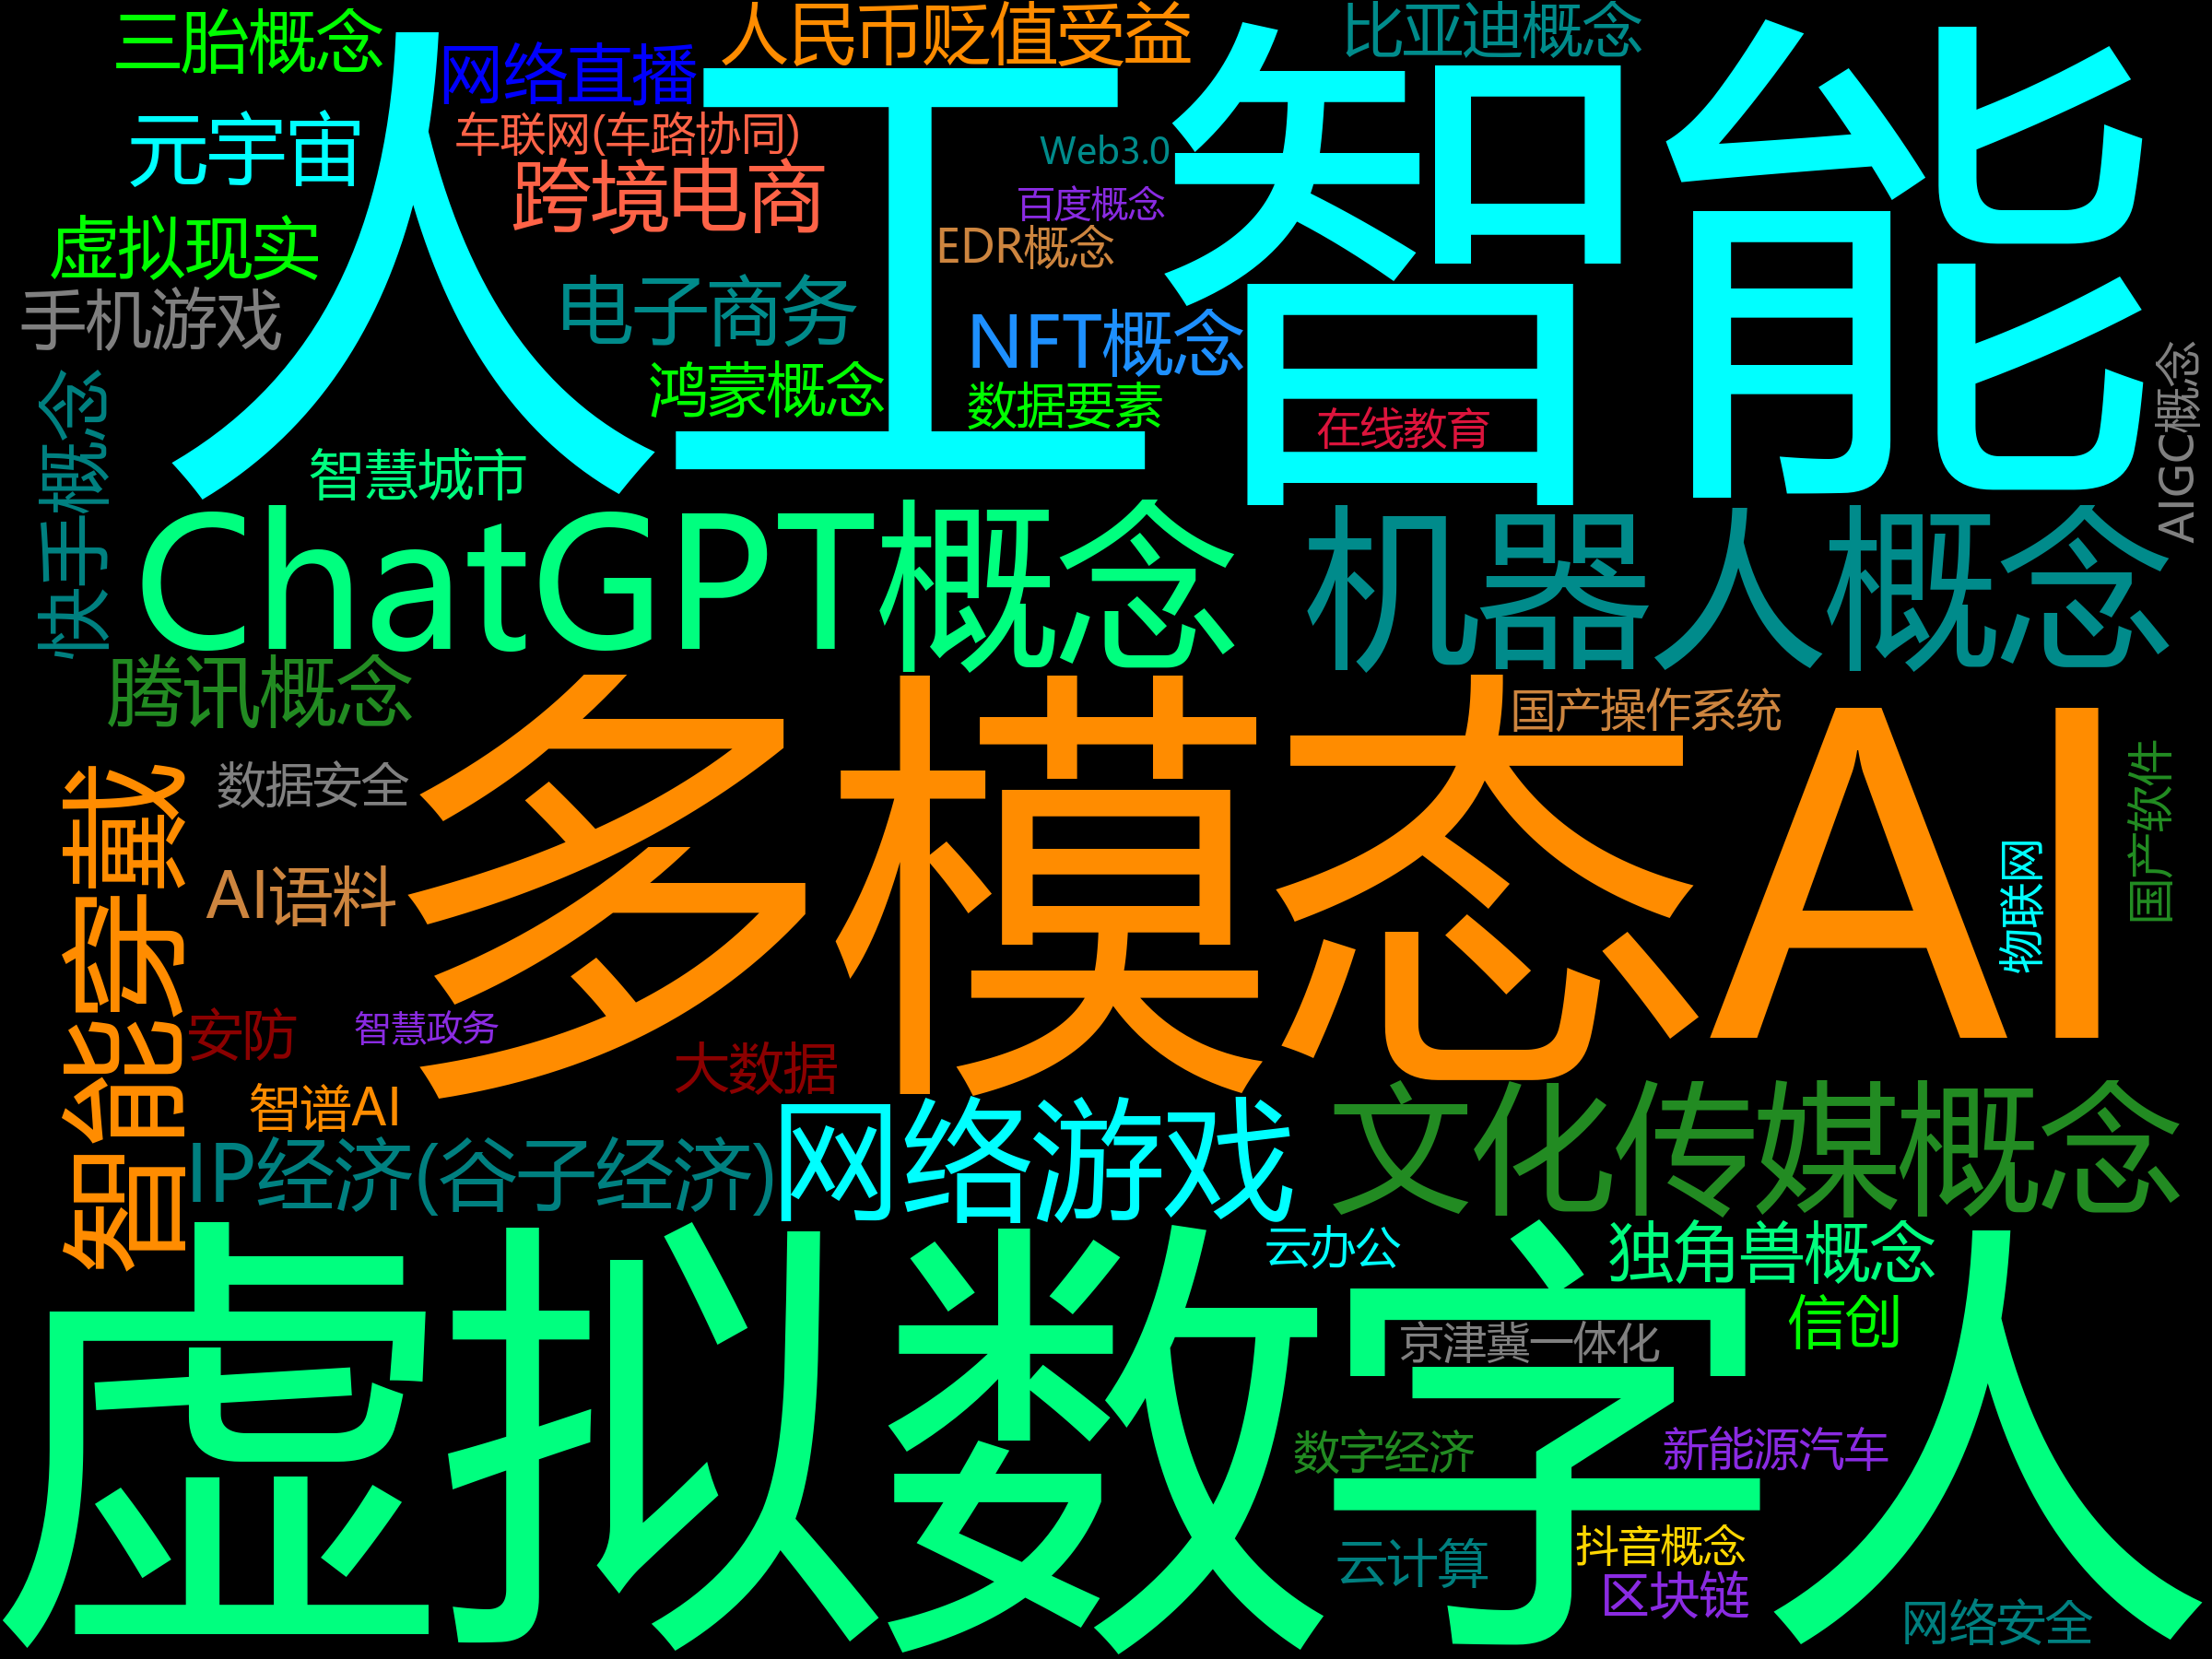 三胎概念
人民币贬值受益
比亚迪概念
网络直播
人工智能
元宇宙
车联网(车路协同)
Web3.0
跨境电商
百度概念
虚拟现实
EDR概念
手机游戏
电子商务
NFT概念
鸿蒙概念
数据要素
在线教育
AIGC概念
快手概念
智慧城市
ChatGPT概念
机器人概念
腾讯概念
国产操作系统
多模态AI
数据安全
国产软件
物联网
智能穿戴
AI语料
安防
智慧政务
大数据
智谱AI
IP经济(谷子经济)
网络游戏
文化传媒概念
云办公
独角兽概念
信创
虚拟数字人
京津冀一体化
数字经济
新能源汽车
云计算
抖音概念
区块链
网络安全